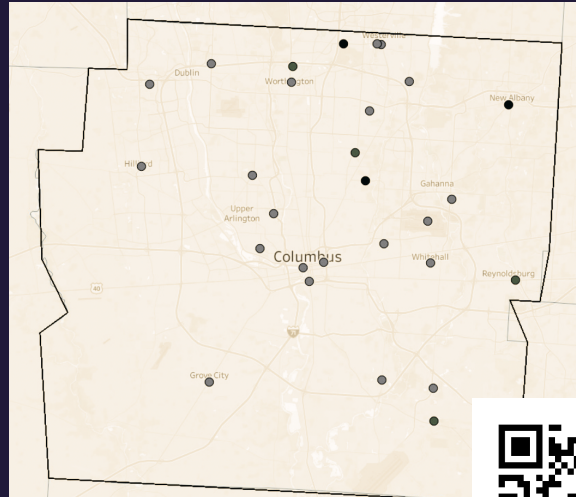 Westerville
Dublin
Worthington
New Albany
Hilliard
Gahanna
Upper
Arlington
Columbus
Whitehall
Reynoldsburg
40
Grove City